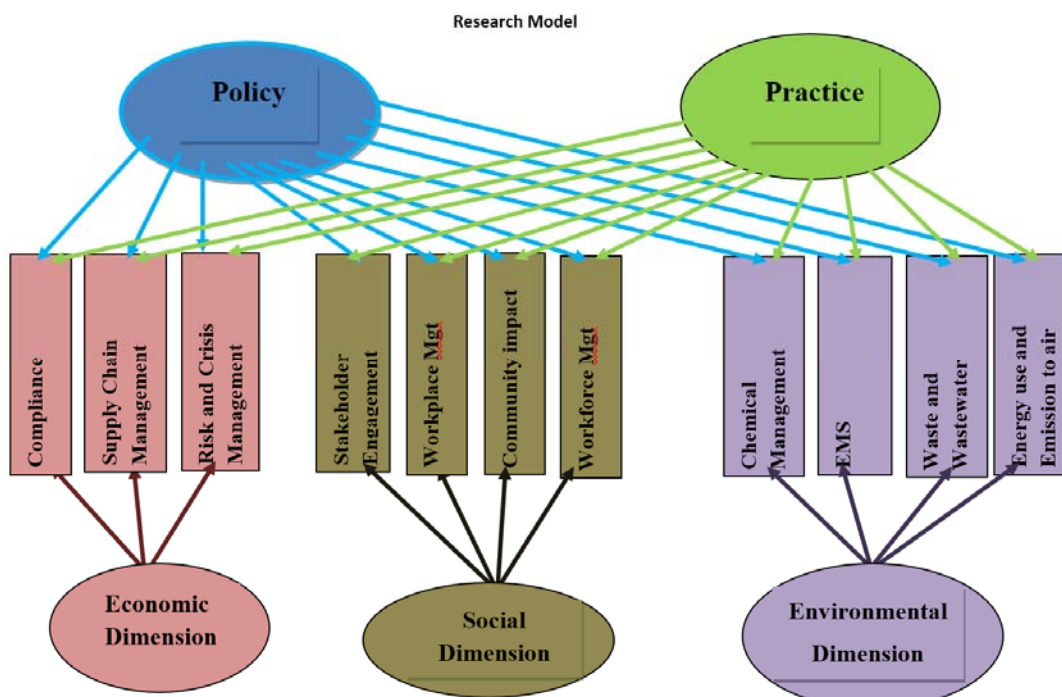 Research Model
Policy
Practice
Compliance
Supply Chain
Management
Risk and Crisis
Management
Stakeholder
Engagement
Workplace Mgt
Community impact
Workforce Mgt
Chemical
Management
EMS
Waste and
Wastewater
Energy use and
Emission to air
Economic
Dimension
Social
Dimension
Environmental
Dimension